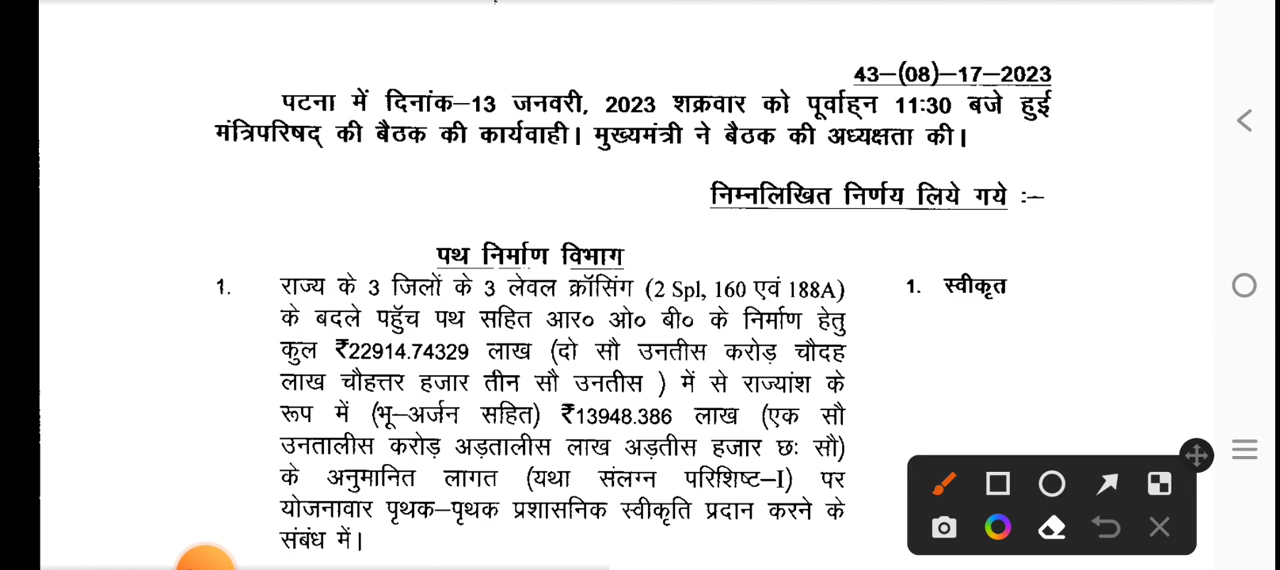 43–(08)–17–2023
पटना में दिनांक–13 जनवरी, 2023 शक्रवार को पूर्वाह्न 11:30 बजे हुई
मंत्रिपरिषद् की बैठक की कार्यवाही। मुख्यमंत्री ने बैठक की अध्यक्षता की।
निम्नलिखित निर्णय लिये गये :–
पथ निर्माण विभाग
1. राज्य के 3 जिलों के 3 लेवल क्रॉसिंग (2 Spl, 160 एवं 188A) 1. स्वीकृत
के बदले पहुँच पथ सहित आर० ओ० बी० के निर्माण हेतु
कुल ₹22914.74329 लाख (दो सौ उनतीस करोड़ चौदह
लाख चौहत्तर हजार तीन सौ उनतीस ) में से राज्यांश के
रूप में (भू–अर्जन सहित) ₹13948.386 लाख (एक सौ
उनतालीस करोड़ अड़तालीस लाख अड़तीस हजार छः सौ)
के अनुमानित लागत (यथा संलग्न परिशिष्ट–I) पर
योजनावार पृथक–पृथक प्रशासनिक स्वीकृति प्रदान करने के
संबंध में।